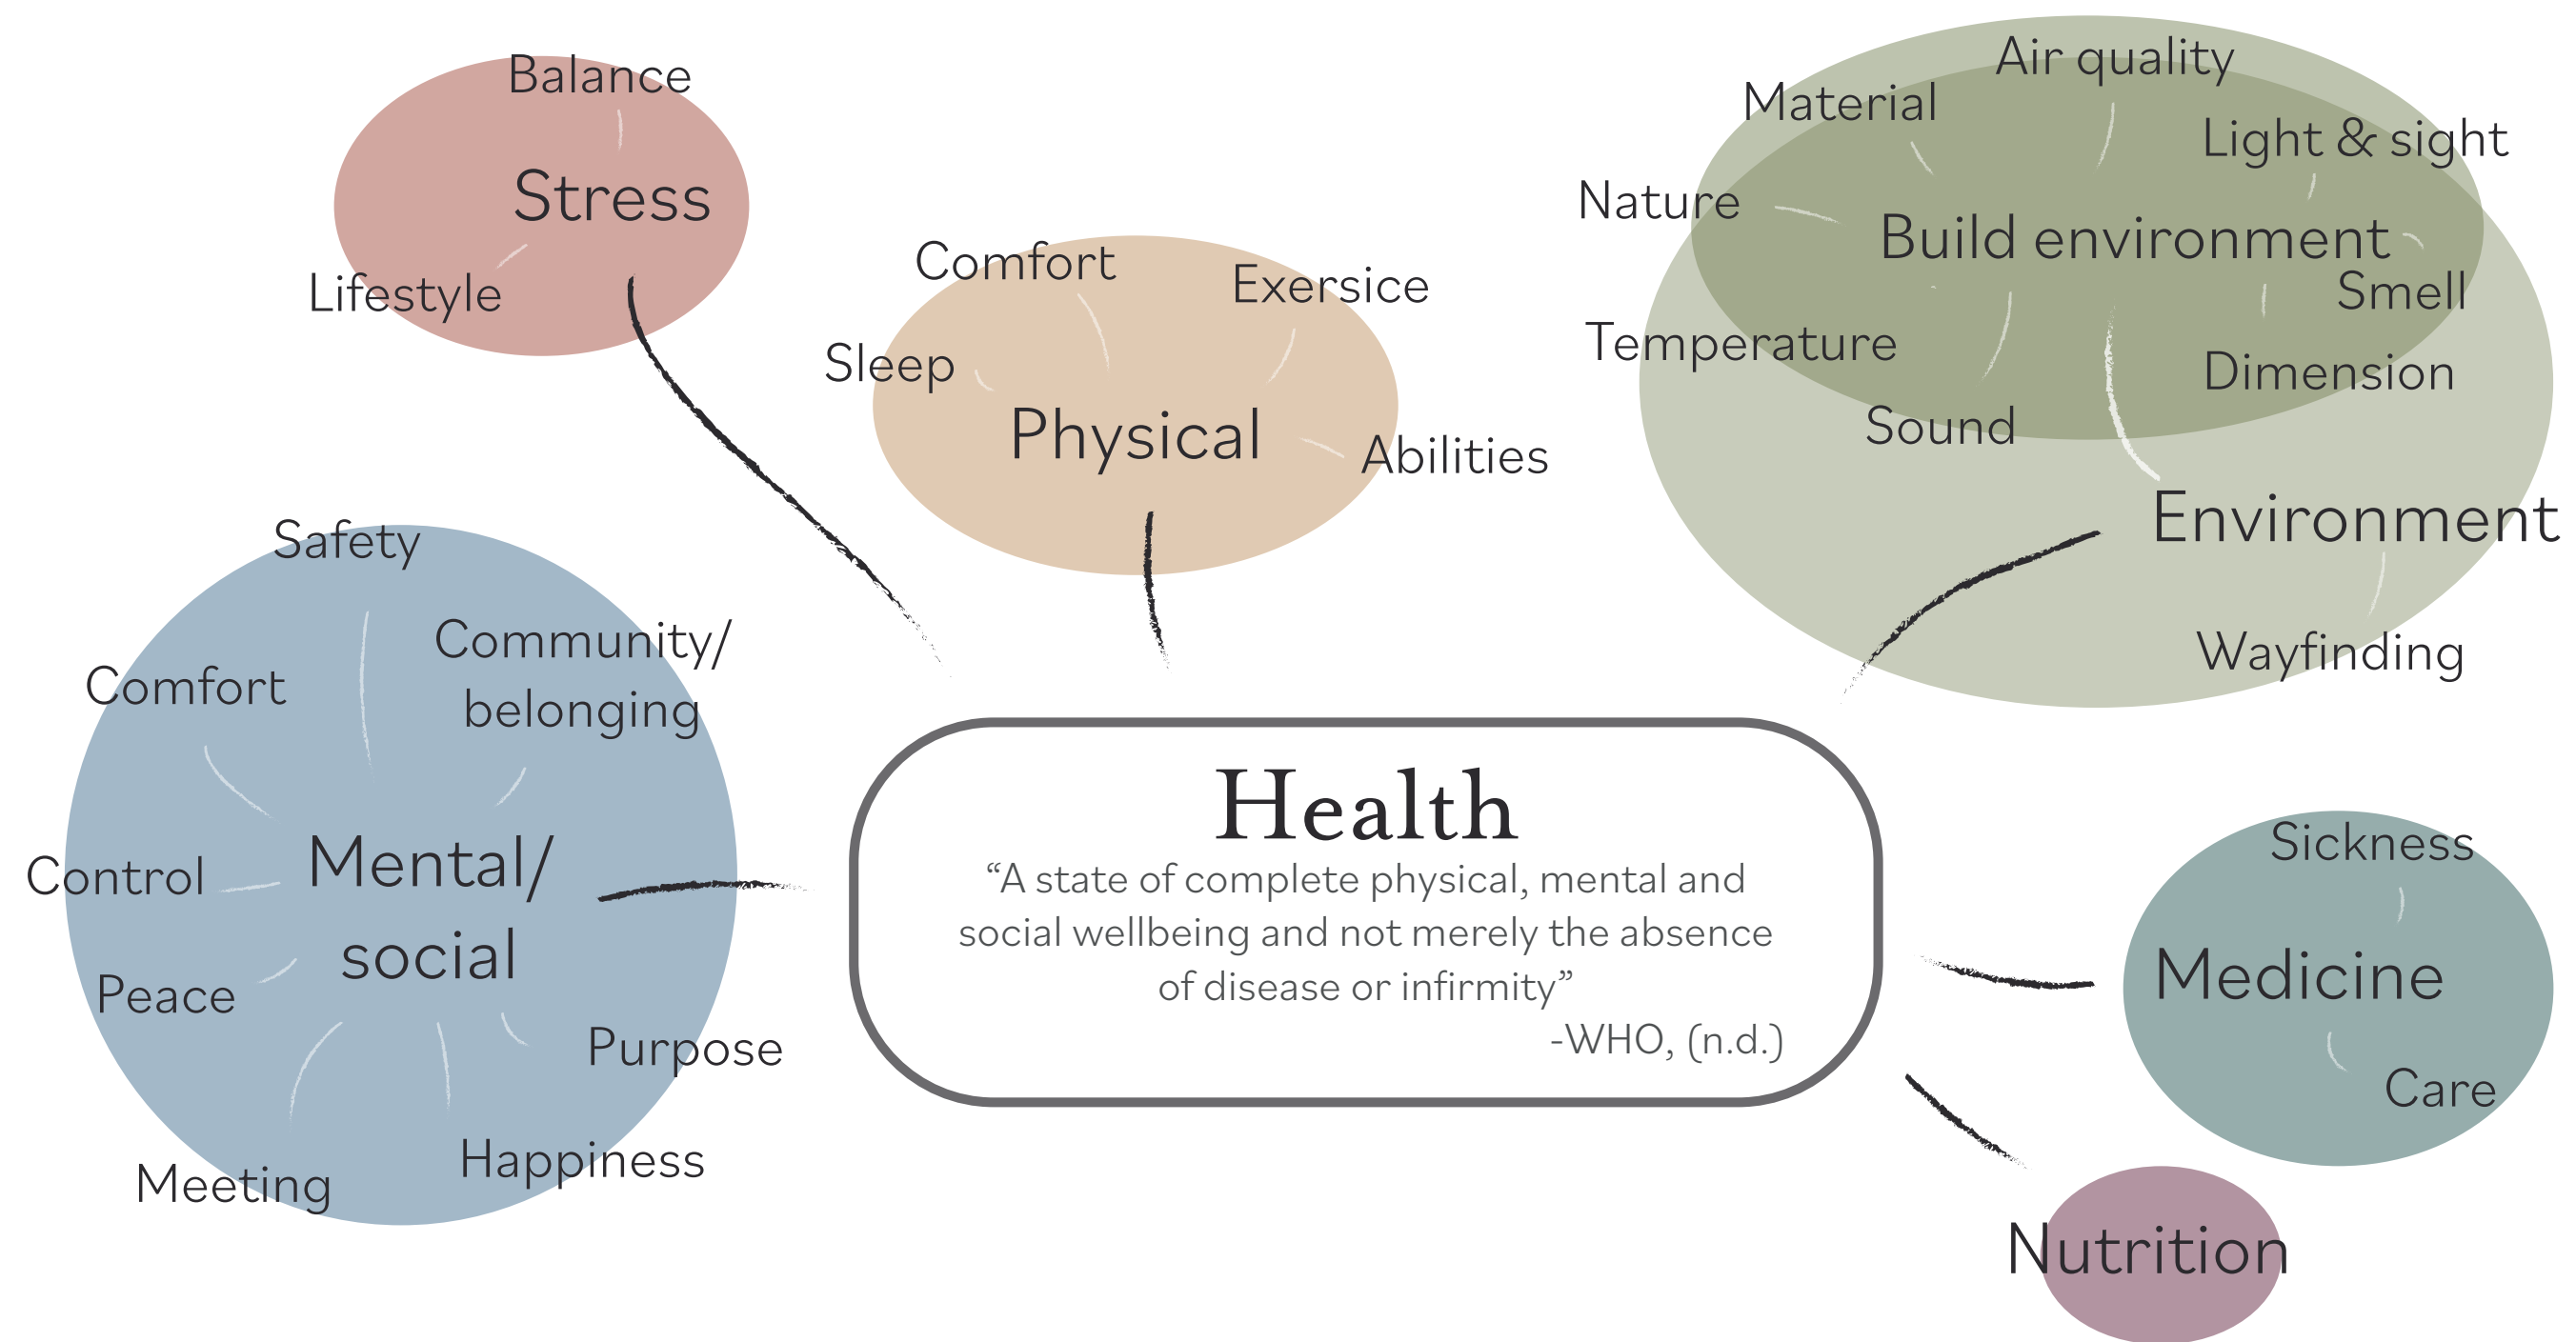 Balance
Stress
Lifestyle
Comfort
Exersice
Sleep
Physical
Abilities
Air quality
Material
Light & sight
Nature
Build environment
Smell
Temperature
Dimension
Sound
Environment
Wayfinding
Safety
Community/
belonging
Comfort
Mental/
social
Control
Peace
Purpose
Happiness
Meeting
Health
“A state of complete physical, mental and
social wellbeing and not merely the absence
of disease or infirmity”
-WHO, (n.d.)
Sickness
Medicine
Care
Nutrition